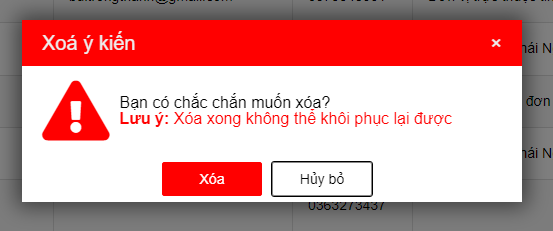 Xoá ý kiến ×
Bạn có chắc chắn muốn xóa?
Lưu ý: Xóa xong không thể khôi phục lại được
Xóa Hủy bỏ
0363273437